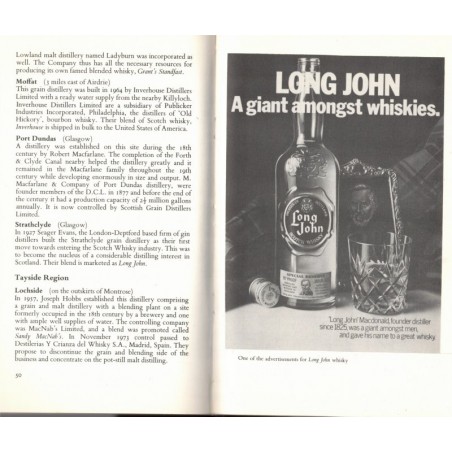 Lowland malt distillery named Ladyburn was incorporated as
well. The Company thus has all the necessary resources for
producing its own famed blended whisky, Grant's Standfast.
Moffat (3 miles east of Airdrie)
This grain distillery was built in 1964 by Inverhouse Distillers
Limited with a ready water supply from the nearby Killyloch.
Inverhouse Distillers Limited are a subsidiary of Publicker
Industries Incorporated, Philadelphia, the distillers of 'Old
Hickory', bourbon whisky. Their blend of Scotch whisky,
Inverhouse is shipped in bulk to the United States of America.
Port Dundas (Glasgow)
A distillery was established on this site during the 18th
century by Robert Macfarlane. The completion of the Forth
& Clyde Canal nearby helped the distillery greatly and it
remained in the Macfarlane family throughout the 19th
century while developing enormously in size and output. M.
Macfarlane & Company of Port Dundas distillery, were
founder members of the D.C.L. in 1877 and before the end of
the century it had a production capacity of 2½ million gallons
annually. It is now controlled by Scottish Grain Distillers
Limited.
Strathclyde (Glasgow)
In 1927 Seager Evans, the London-Deptford based firm of gin
distillers built the Strathclyde grain distillery as their first
move towards entering the Scotch Whisky industry. This was
to become the nucleus of a considerable distilling interest in
Scotland. Their blend is marketed as Long John.
Tayside Region
Lochside (on the outskirts of Montrose)
In 1957, Joseph Hobbs established this distillery comprising
a grain and malt distillery with a blending plant on a site
formerly occupied in the 18th century by a brewery and one
with ample well supplies of water. The controlling company
was MacNab's Limited, and a blend was promoted called
Sandy MacNab's. In November 1973 control passed to
Destilerias Y Crianza del Whisky S.A., Madrid, Spain. They
propose to discontinue the grain and blending side of the
business and concentrate on the pot-still malt distilling.
50
LONG JOHN
A giant amongst whiskies.
Long
John
SPECIAL RESERVE
'Long John' Macdonald, founder distiller
since 1825, was a giant amongst men,
and gave his name to a great whisky.
One of the advertisements for Long John whisky